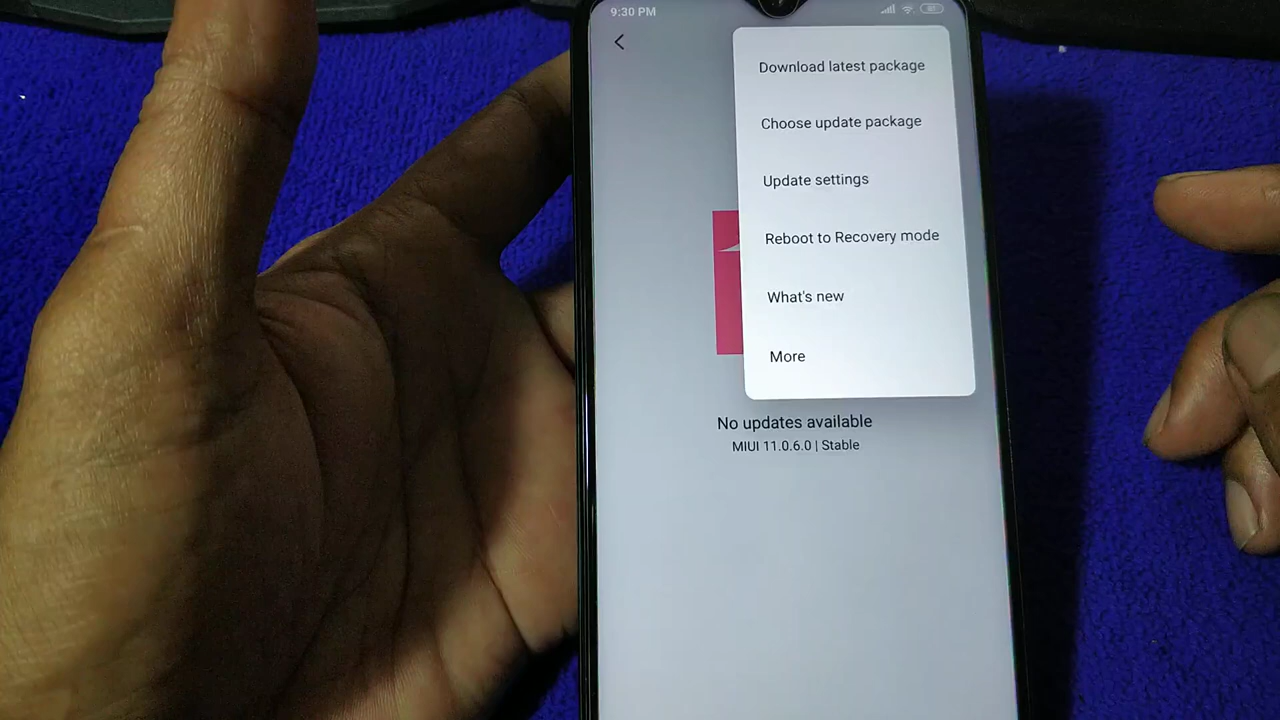 9:30 PM
Download latest package
Choose update package
Update settings
Reboot to Recovery mode
What's new
More
No updates available
MIUI 11.0.6.0 | Stable